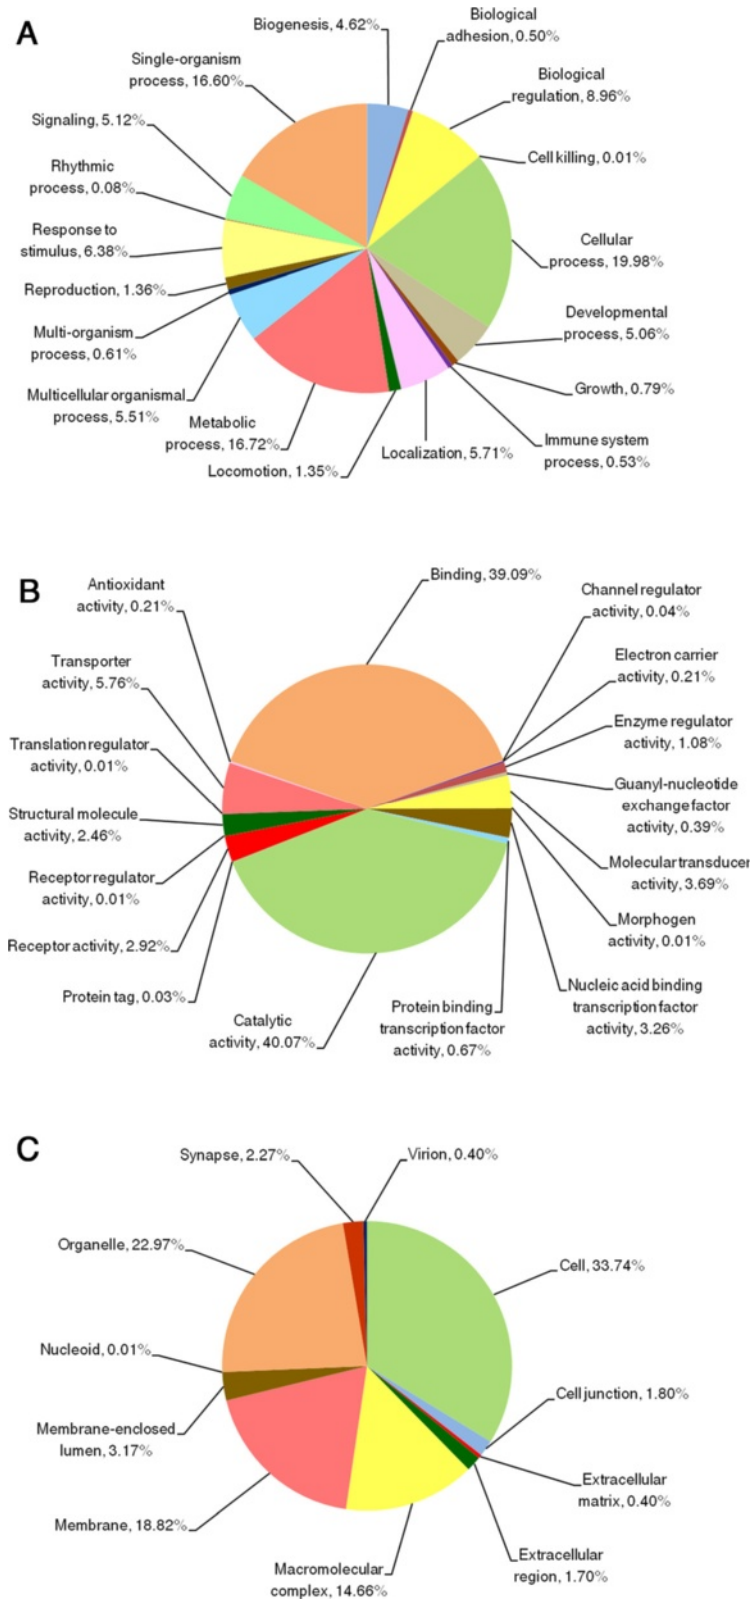 A
Biogenesis, 4.62%
Biological
adhesion, 0.50%
Biological
regulation, 8.96%
Cell killing, 0.01%
Cellular
process, 19.98%
Developmental
process, 5.06%
Growth, 0.79%
Immune system
process, 0.53%
Localization, 5.71%
Locomotion, 1.35%
Metabolic
process, 16.72%
Multicellular organismal
process, 5.51%
Multi-organism
process, 0.61%
Reproduction, 1.36%
Response to
stimulus, 6.38%
Rhythmic
process, 0.08%
Signaling, 5.12%
Single-organism
process, 16.60%
B
Antioxidant
activity, 0.21%
Binding, 39.09%
Channel regulator
activity, 0.04%
Electron carrier
activity, 0.21%
Enzyme regulator
activity, 1.08%
Guanyl-nucleotide
exchange factor
activity, 0.39%
Molecular transducer
activity, 3.69%
Morphogen
activity, 0.01%
Nucleic acid binding
transcription factor
activity, 3.26%
Protein binding
transcription factor
activity, 0.67%
Catalytic
activity, 40.07%
Protein tag, 0.03%
Receptor activity, 2.92%
Receptor regulator
activity, 0.01%
Structural molecule
activity, 2.46%
Translation regulator
activity, 0.01%
Transporter
activity, 5.76%
C
Synapse, 2.27%
Virion, 0.40%
Cell, 33.74%
Cell junction, 1.80%
Extracellular
matrix, 0.40%
Extracellular
region, 1.70%
Macromolecular
complex, 14.66%
Membrane, 18.82%
Membrane-enclosed
lumen, 3.17%
Nucleoid, 0.01%
Organelle, 22.97%